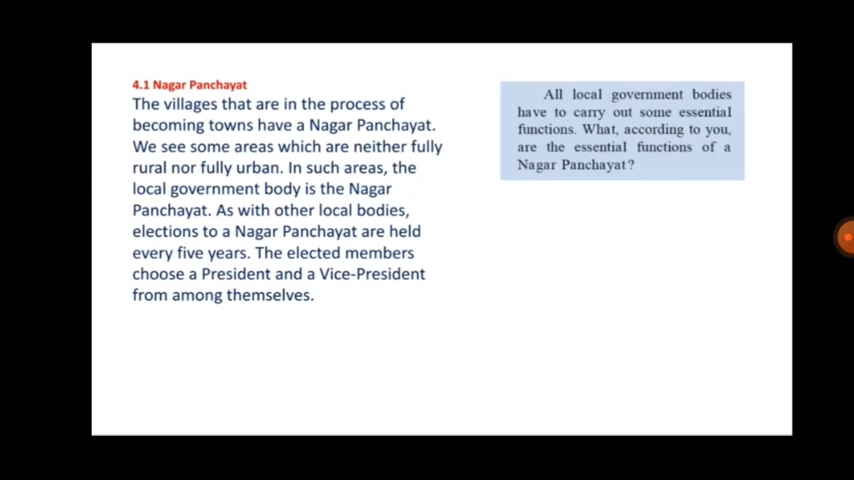 4.1 Nagar Panchayat
The villages that are in the process of
becoming towns have a Nagar Panchayat.
We see some areas which are neither fully
rural nor fully urban. In such areas, the
local government body is the Nagar
Panchayat. As with other local bodies,
elections to a Nagar Panchayat are held
every five years. The elected members
choose a President and a Vice-President
from among themselves.
All local government bodies
have to carry out some essential
functions. What, according to you,
are the essential functions of a
Nagar Panchayat?